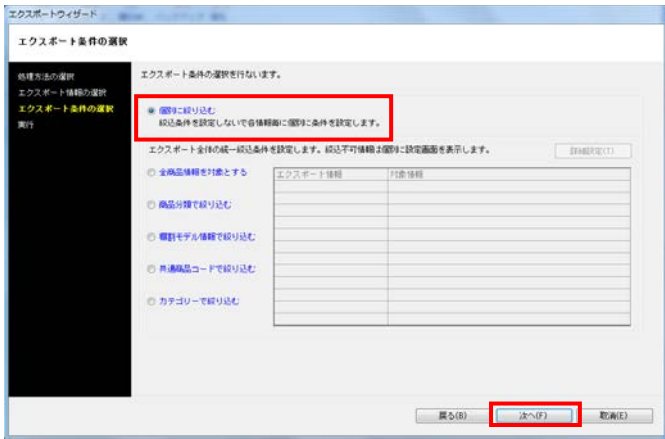 エクスポートウィザード
エクスポート条件の選択
処理方法の選択
エクスポート情報の選択
エクスポート条件の選択
実行
エクスポート条件の選択を行ないます。
個別に絞り込む
絞込条件を設定しないで各情報毎に個別に条件を設定します。
エクスポート全体の統一絞込条件を設定します。絞込不可情報は個別に設定画面を表示します。
詳細設定(T)
全商品情報を対象とする
エクスポート情報 対象情報
商品分類で絞り込む
棚割モデル情報で絞り込む
共通商品コードで絞り込む
カテゴリーで絞り込む
戻る(B) 次へ(F) 取消(E)